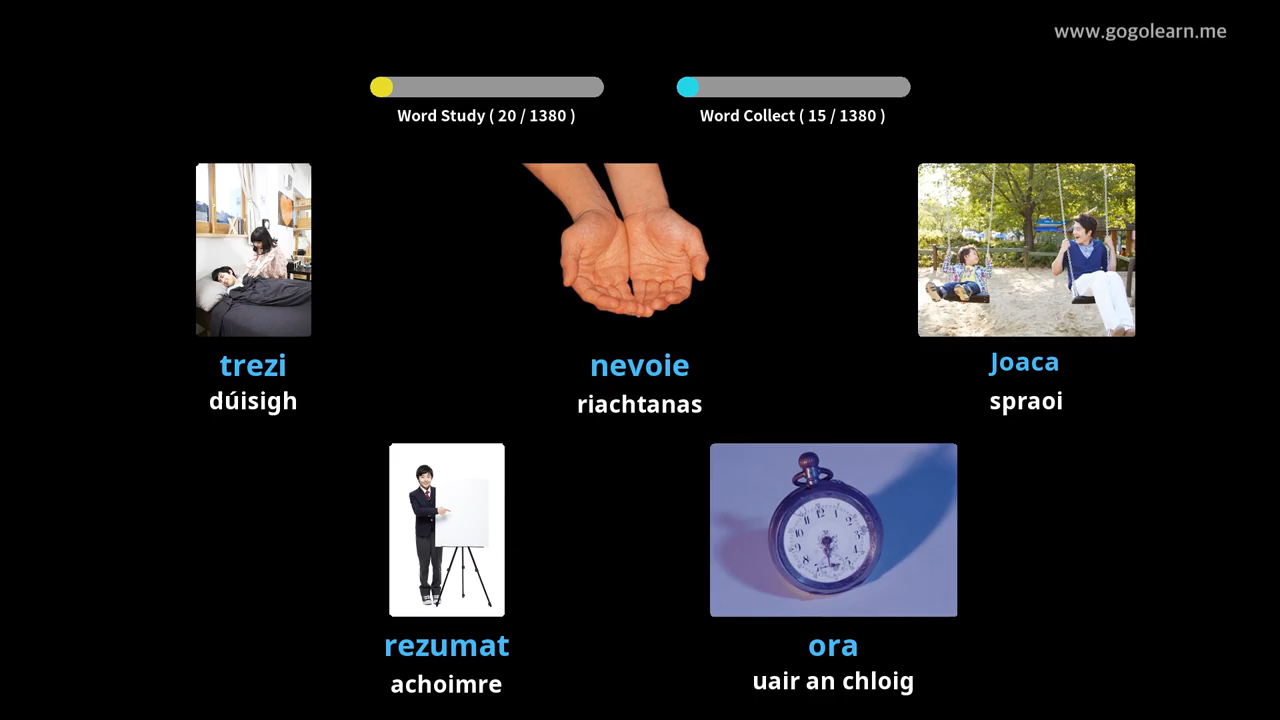 www.gogolearn.me
Word Study ( 20 / 1380 )
Word Collect ( 15 / 1380 )
trezi
dúisigh
nevoie
riachtanas
Joaca
spraoi
rezumat
achoimre
ora
uair an chloig